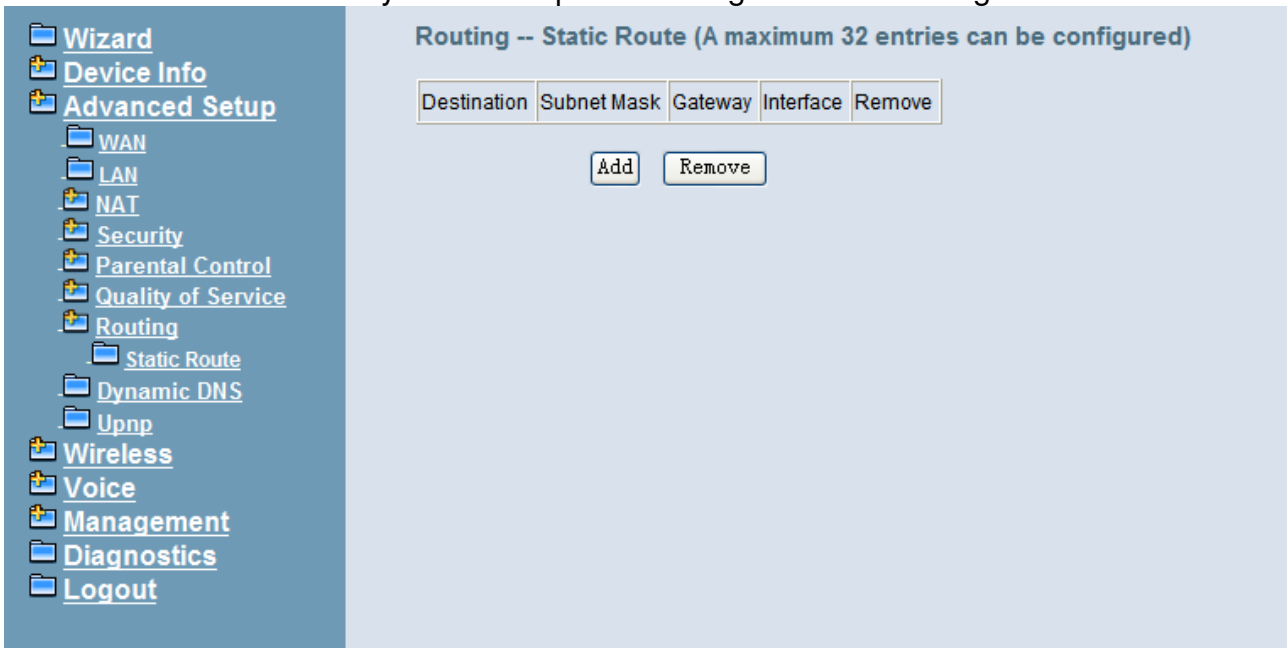 Wizard
Device Info
Advanced Setup
WAN
LAN
NAT
Security
Parental Control
Quality of Service
Routing
Static Route
Dynamic DNS
Upnp
Wireless
Voice
Management
Diagnostics
Logout
Routing -- Static Route (A maximum 32 entries can be configured)
Destination Subnet Mask Gateway Interface Remove
Add Remove